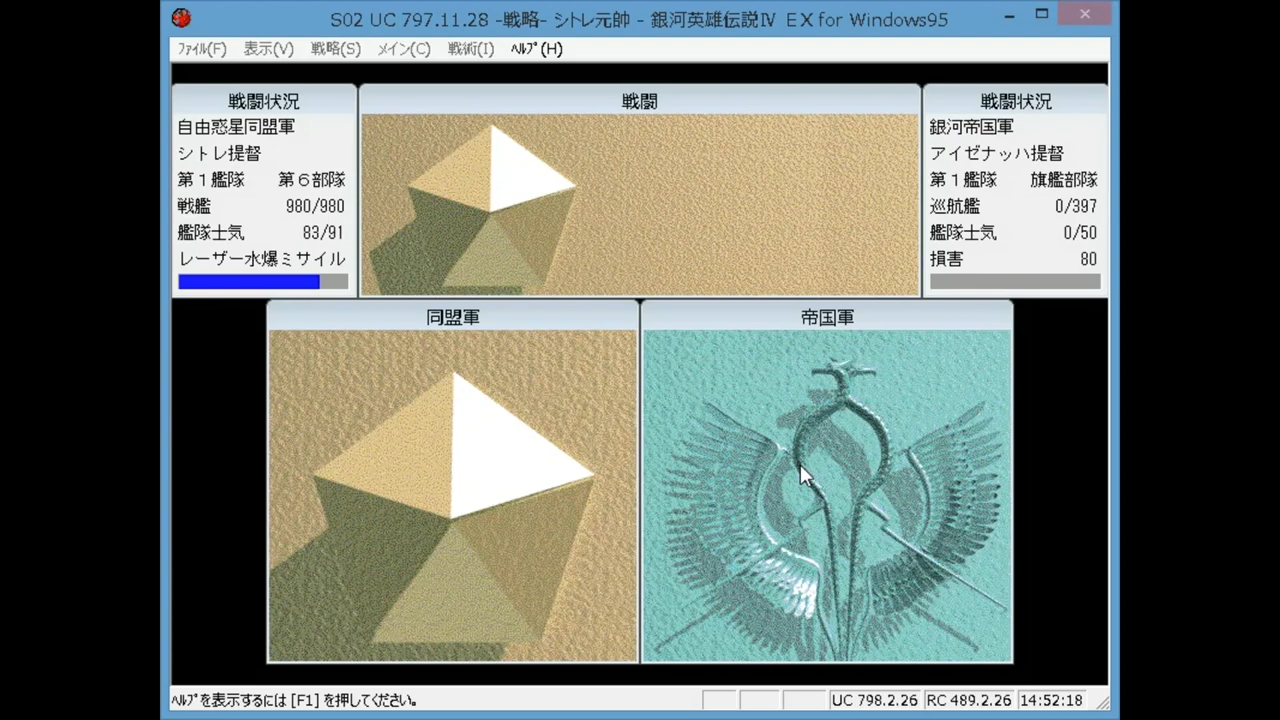 S02 UC 797.11.28 -戦略- シトレ元帥 - 銀河英雄伝説Ⅳ EX for Windows95
ﾌｧｲﾙ(F) 表示(V) 戦略(S) メイン(C) 戦術(I) ﾍﾙﾌﾟ(H)
戦闘状況
自由惑星同盟軍
シトレ提督
第１艦隊 第６部隊
戦艦 980/980
艦隊士気 83/91
レーザー水爆ミサイル
戦闘
戦闘状況
銀河帝国軍
アイゼナッハ提督
第１艦隊 旗艦部隊
巡航艦 0/397
艦隊士気 0/50
損害 80
同盟軍
帝国軍
ﾍﾙﾌﾟを表示するには [F1] を押してください。
UC 798.2.26 RC 489.2.26 14:52:18